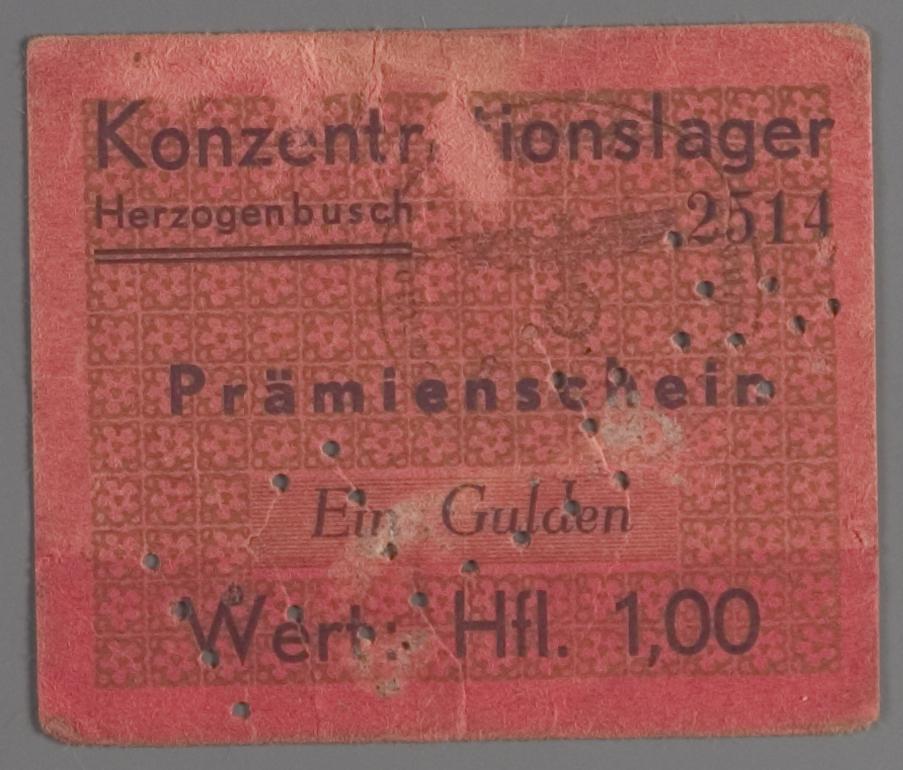 Konzentrationslager
Herzogenbusch
2514
Prämienschein
Ein Gulden
Wert: Hfl. 1,00